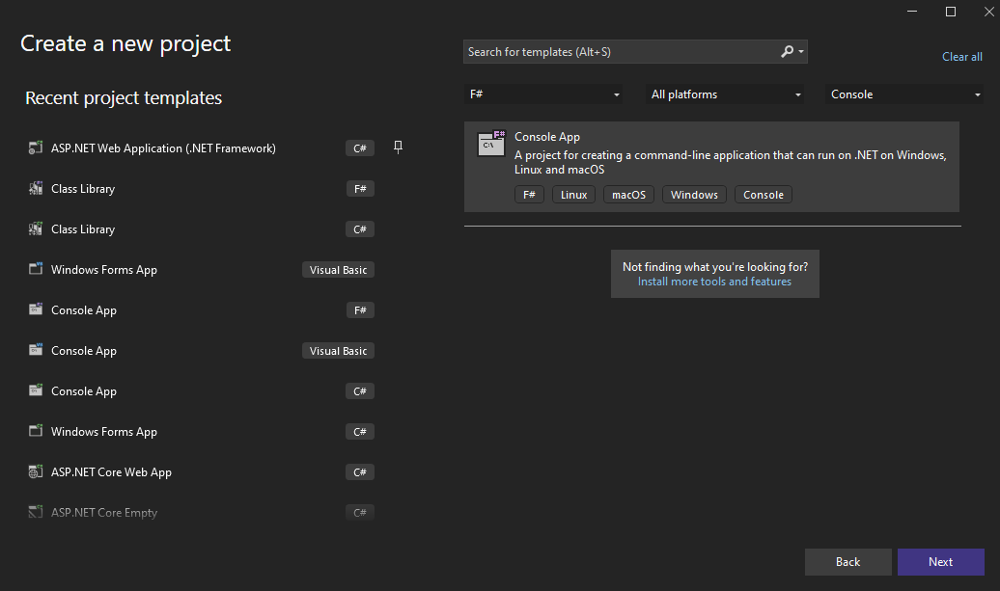 Create a new project
Search for templates (Alt+S)
Clear all
F#
All platforms
Console
Recent project templates
ASP.NET Web Application (.NET Framework)
C#
Class Library
F#
Class Library
C#
Windows Forms App
Visual Basic
Console App
F#
Console App
Visual Basic
Console App
C#
Windows Forms App
C#
ASP.NET Core Web App
C#
ASP.NET Core Empty
C#
F#
C:\
Console App
A project for creating a command-line application that can run on .NET on Windows,
Linux and macOS
F#
Linux
macOS
Windows
Console
Not finding what you're looking for?
Install more tools and features
Back
Next